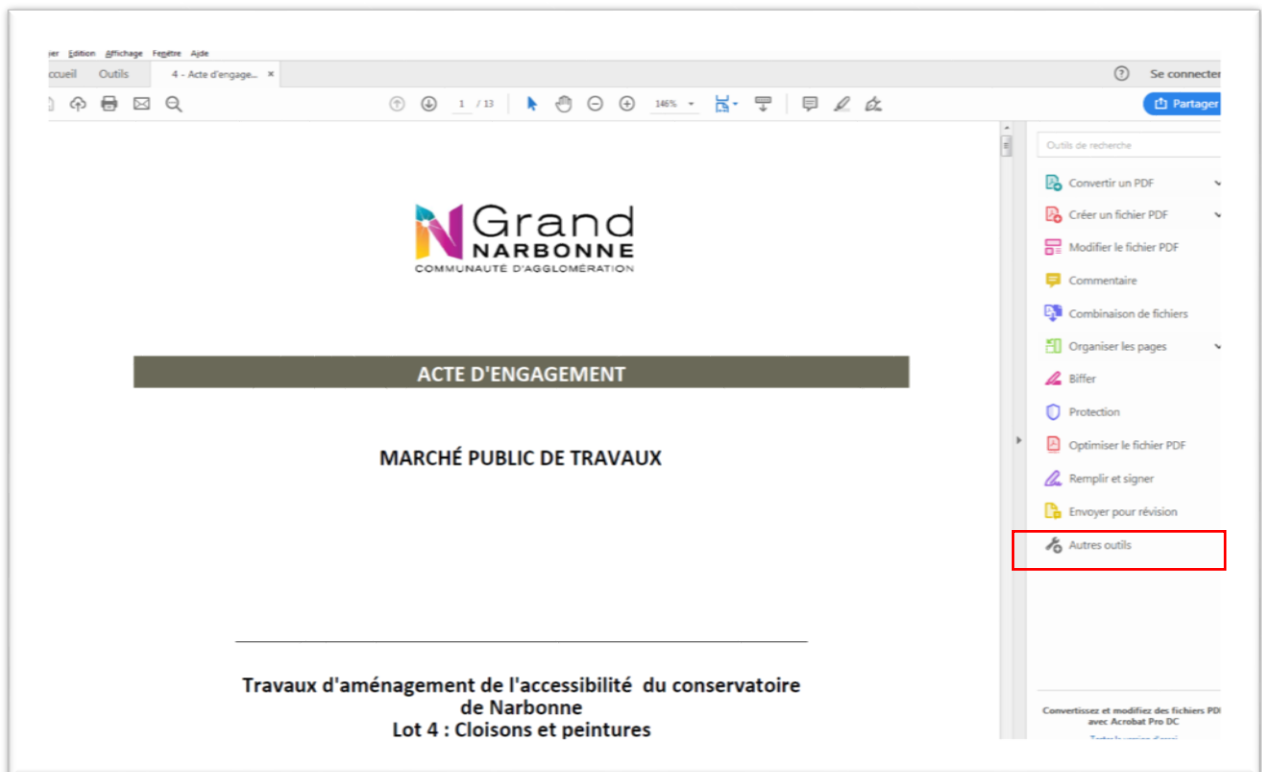 Edition Affichage Fenêtre Aide
ccueil Outils 4 - Acte d'engage... × Se connecter
1 / 13 146% Partager
Outils de recherche
Convertir un PDF
Créer un fichier PDF
Modifier le fichier PDF
Commentaire
Combinaison de fichiers
Organiser les pages
Biffer
Protection
Optimiser le fichier PDF
Remplir et signer
Envoyer pour révision
Autres outils
Convertissez et modifiez des fichiers PD
avec Acrobat Pro DC
Grand
NARBONNE
COMMUNAUTÉ D'AGGLOMÉRATION
ACTE D'ENGAGEMENT
MARCHÉ PUBLIC DE TRAVAUX
Travaux d'aménagement de l'accessibilité du conservatoire
de Narbonne
Lot 4 : Cloisons et peintures